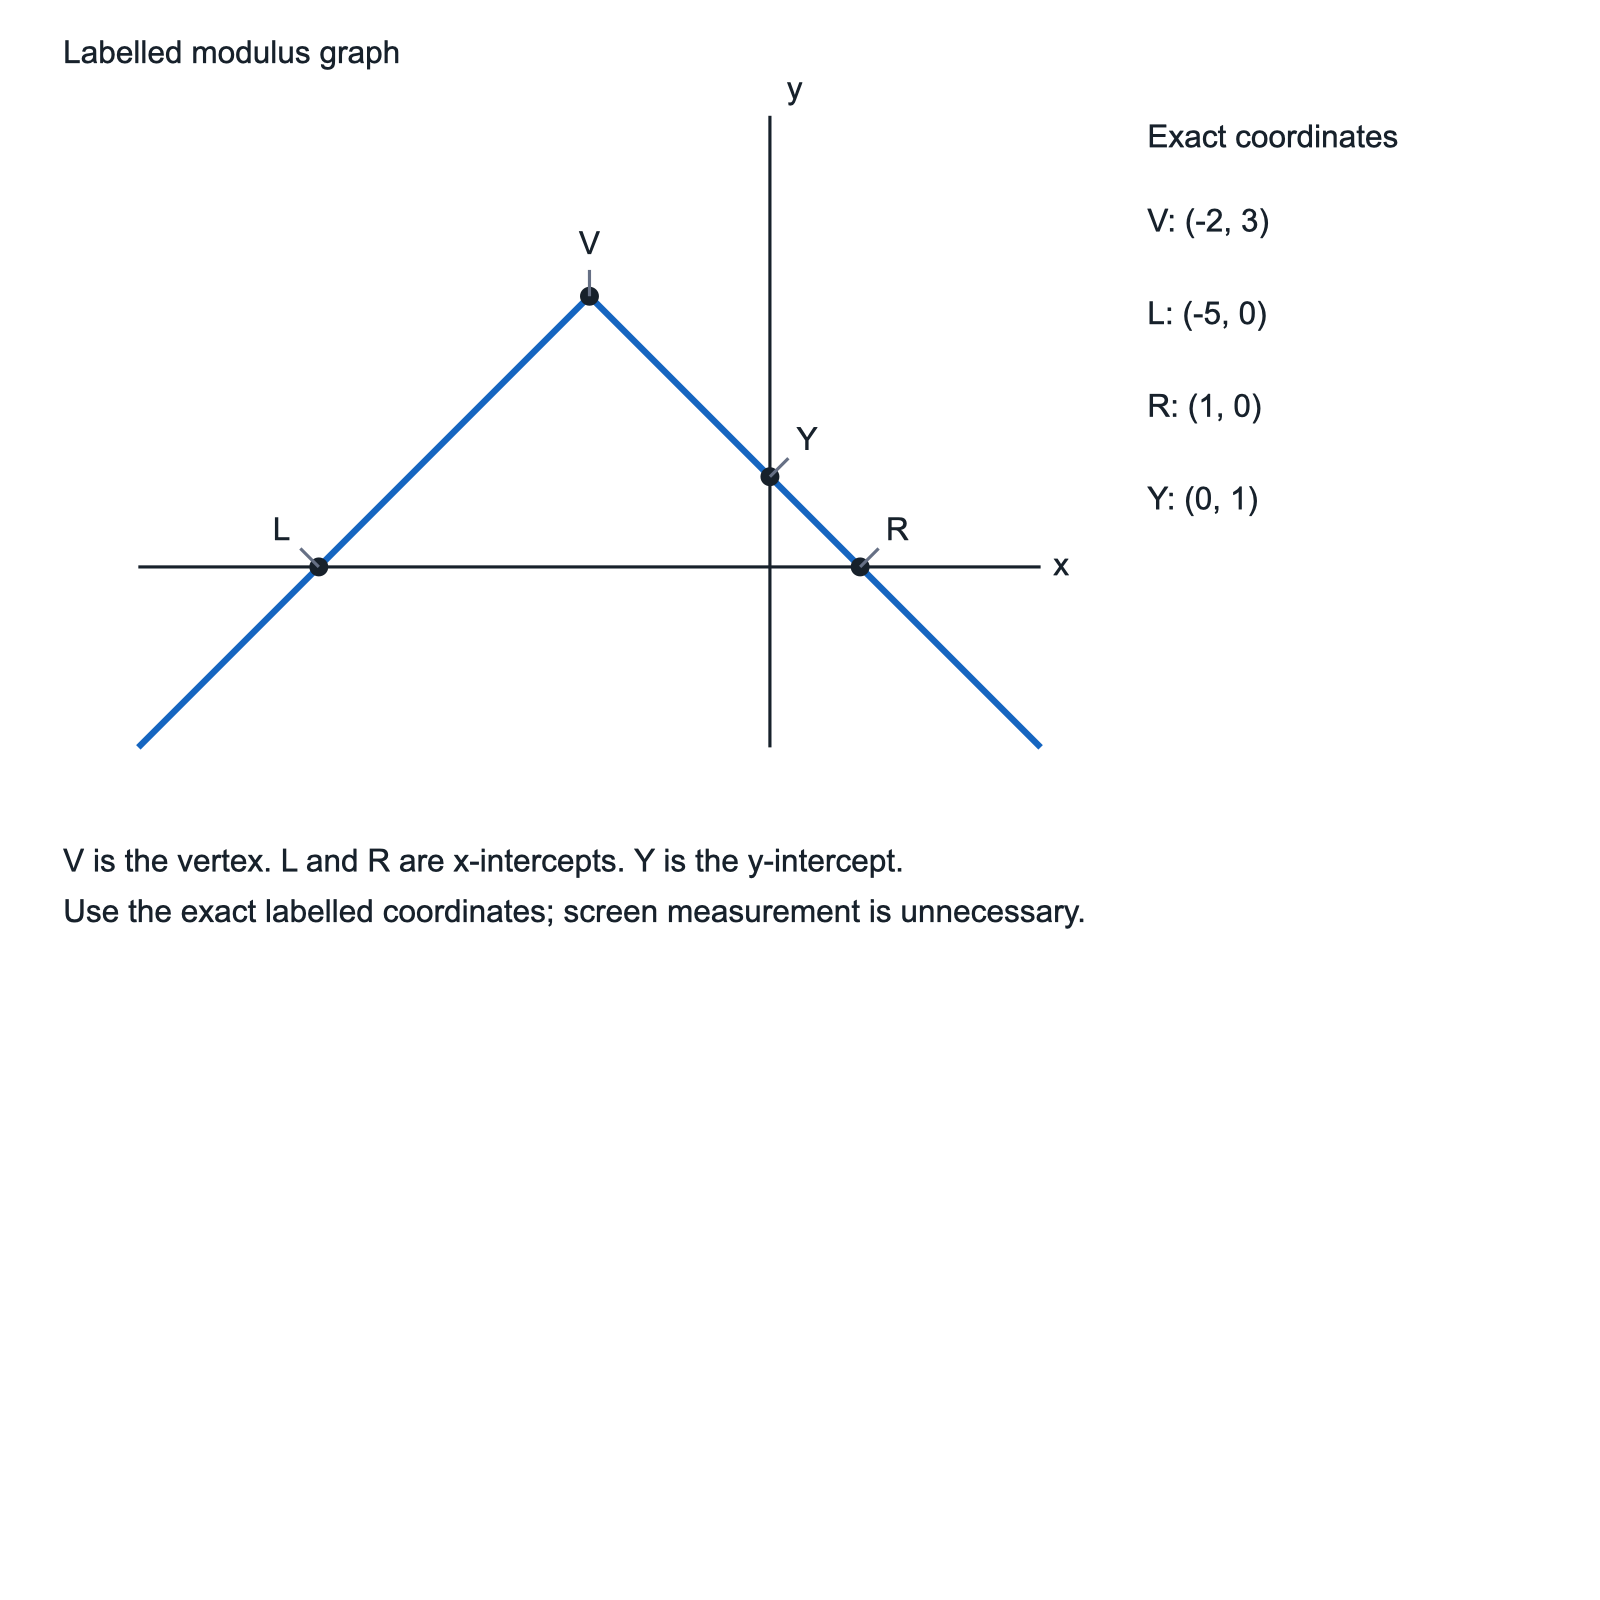 Labelled modulus graph
y
Exact coordinates
V: (-2, 3)
V
L: (-5, 0)
R: (1, 0)
Y
Y: (0, 1)
L
R
x
V is the vertex. L and R are x-intercepts. Y is the y-intercept.
Use the exact labelled coordinates; screen measurement is unnecessary.